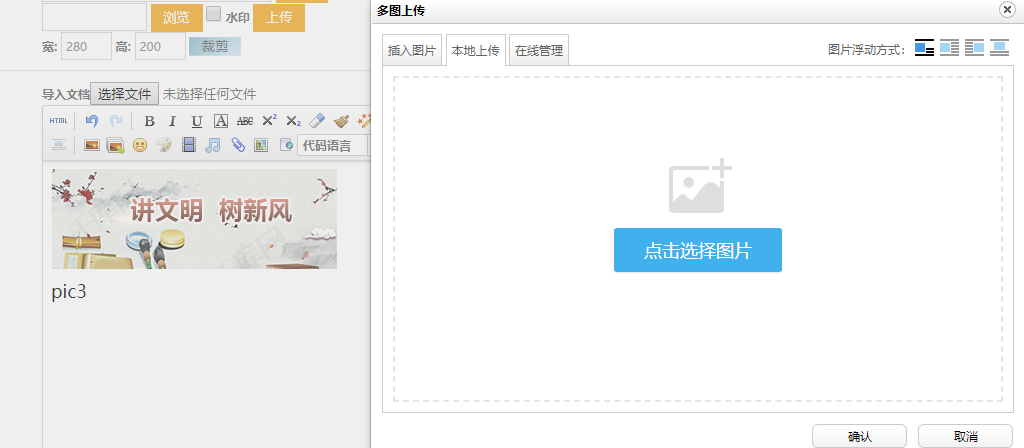 浏览 水印 上传
宽: 280 高: 200 裁剪
导入文档 选择文件 未选择任何文件
HTML B I U A ABC X² X₂
代码语言
讲文明 树新风
pic3
多图上传
插入图片 本地上传 在线管理 图片浮动方式:
点击选择图片
确认 取消